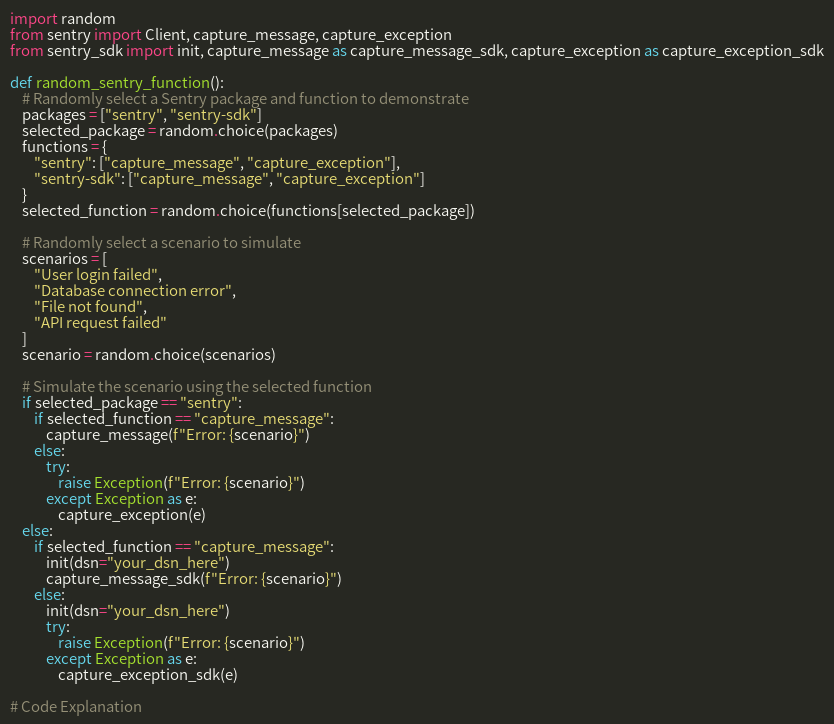 import random
from sentry import Client, capture_message, capture_exception
from sentry_sdk import init, capture_message as capture_message_sdk, capture_exception as capture_exception_sdk

def random_sentry_function():
    # Randomly select a Sentry package and function to demonstrate
    packages = ["sentry", "sentry-sdk"]
    selected_package = random.choice(packages)
    functions = {
        "sentry": ["capture_message", "capture_exception"],
        "sentry-sdk": ["capture_message", "capture_exception"]
    }
    selected_function = random.choice(functions[selected_package])

    # Randomly select a scenario to simulate
    scenarios = [
        "User login failed",
        "Database connection error",
        "File not found",
        "API request failed"
    ]
    scenario = random.choice(scenarios)

    # Simulate the scenario using the selected function
    if selected_package == "sentry":
        if selected_function == "capture_message":
            capture_message(f"Error: {scenario}")
        else:
            try:
                raise Exception(f"Error: {scenario}")
            except Exception as e:
                capture_exception(e)
    else:
        if selected_function == "capture_message":
            init(dsn="your_dsn_here")
            capture_message_sdk(f"Error: {scenario}")
        else:
            init(dsn="your_dsn_here")
            try:
                raise Exception(f"Error: {scenario}")
            except Exception as e:
                capture_exception_sdk(e)

# Code Explanation